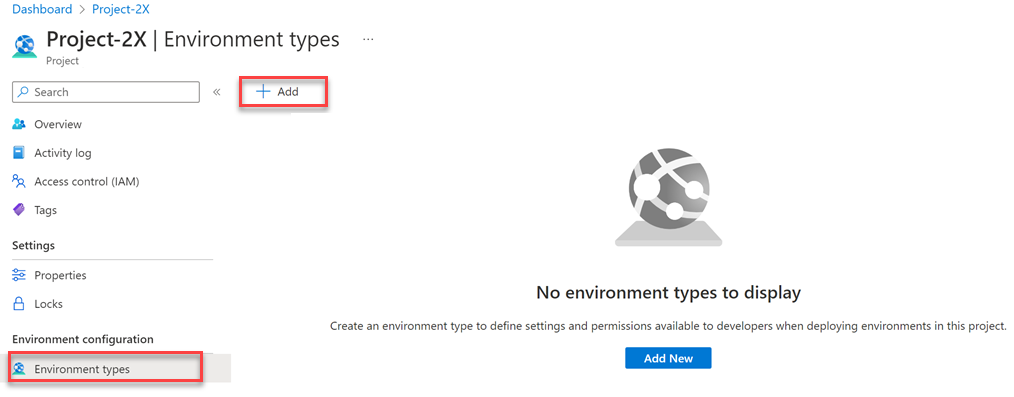 Dashboard > Project-2X
Project-2X | Environment types ...
Project
Search «
+ Add
Overview
Activity log
Access control (IAM)
Tags
Settings
Properties
Locks
Environment configuration
Environment types
No environment types to display
Create an environment type to define settings and permissions available to developers when deploying environments in this project.
Add New